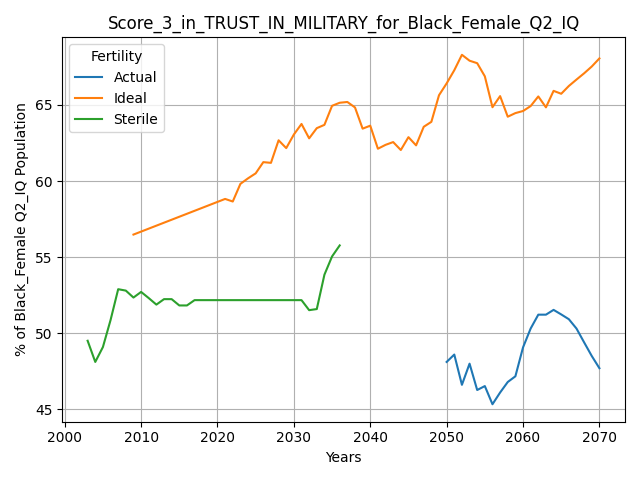 Score_3_in_TRUST_IN_MILITARY_for_Black_Female_Q2_IQ
Fertility
Actual
Ideal
Sterile
% of Black_Female Q2_IQ Population
65
60
55
50
45
2000 2010 2020 2030 2040 2050 2060 2070
Years